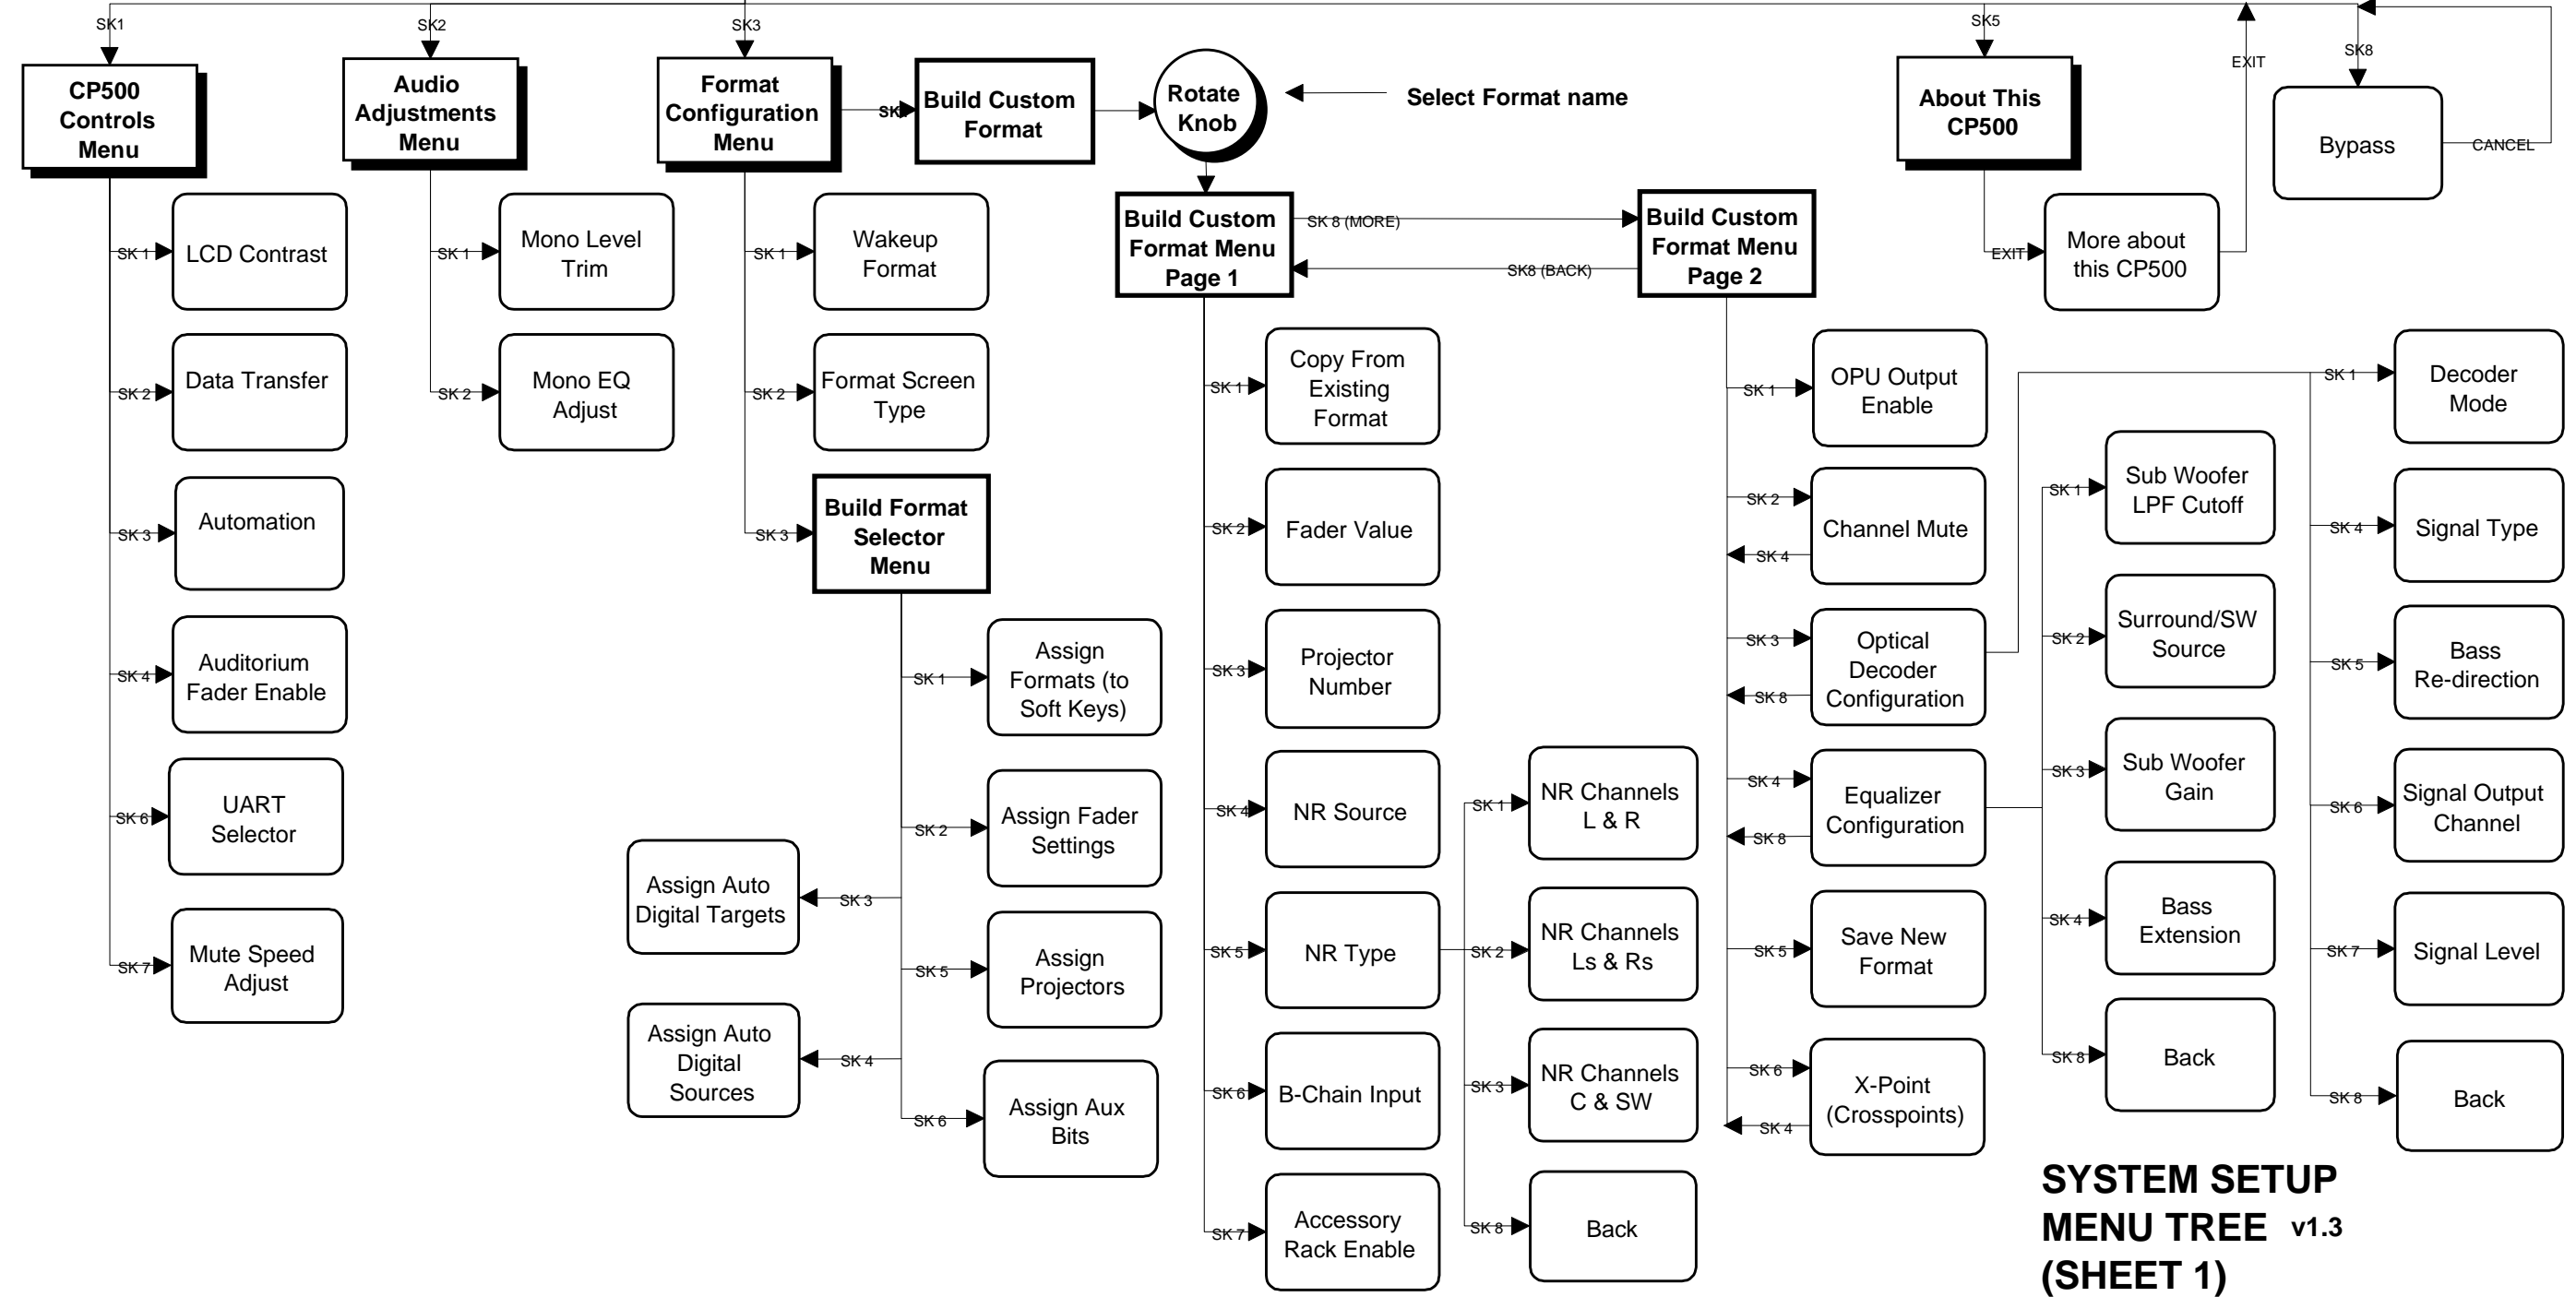 SK1
SK2
SK3
SK5
SK8
EXIT
CANCEL
CP500
Controls
Menu
Audio
Adjustments
Menu
Format
Configuration
Menu
Build Custom
Format
Rotate
Knob
Select Format name
About This
CP500
Bypass
SK 1
LCD Contrast
SK 2
Data Transfer
SK 3
Automation
SK 4
Auditorium
Fader Enable
SK 6
UART
Selector
SK 7
Mute Speed
Adjust
SK 1
Mono Level
Trim
SK 2
Mono EQ
Adjust
SK 1
Wakeup
Format
SK 2
Format Screen
Type
SK 3
Build Format
Selector
Menu
SK 1
Assign
Formats (to
Soft Keys)
SK 2
Assign Fader
Settings
SK 3
Assign Auto
Digital Targets
SK 5
Assign
Projectors
SK 4
Assign Auto
Digital
Sources
SK 6
Assign Aux
Bits
Build Custom
Format Menu
Page 1
SK 8 (MORE)
SK8 (BACK)
Build Custom
Format Menu
Page 2
EXIT
More about
this CP500
SK 1
Copy From
Existing
Format
SK 2
Fader Value
SK 3
Projector
Number
SK 4
NR Source
SK 5
NR Type
SK 6
B-Chain Input
SK 7
Accessory
Rack Enable
SK 1
NR Channels
L & R
SK 2
NR Channels
Ls & Rs
SK 3
NR Channels
C & SW
SK 8
Back
SK 1
OPU Output
Enable
SK 2
Channel Mute
SK 4
SK 3
Optical
Decoder
Configuration
SK 8
SK 4
Equalizer
Configuration
SK 8
SK 5
Save New
Format
SK 6
X-Point
(Crosspoints)
SK 4
SK 1
Sub Woofer
LPF Cutoff
SK 2
Surround/SW
Source
SK 3
Sub Woofer
Gain
SK 4
Bass
Extension
SK 8
Back
SK 1
Decoder
Mode
SK 4
Signal Type
SK 5
Bass
Re-direction
SK 6
Signal Output
Channel
SK 7
Signal Level
SK 8
Back
SYSTEM SETUP
MENU TREE v1.3
(SHEET 1)